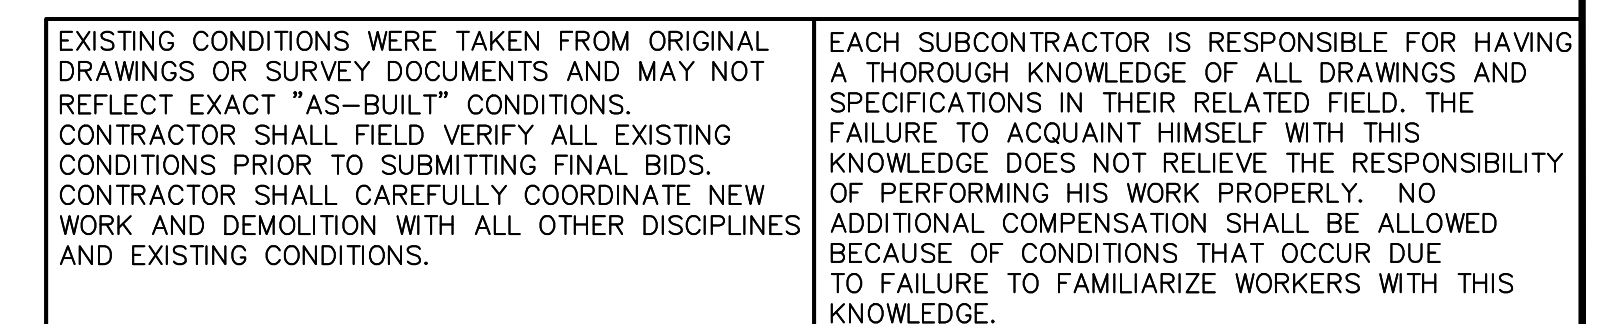 EXISTING CONDITIONS WERE TAKEN FROM ORIGINAL
DRAWINGS OR SURVEY DOCUMENTS AND MAY NOT
REFLECT EXACT "AS-BUILT" CONDITIONS.
CONTRACTOR SHALL FIELD VERIFY ALL EXISTING
CONDITIONS PRIOR TO SUBMITTING FINAL BIDS.
CONTRACTOR SHALL CAREFULLY COORDINATE NEW
WORK AND DEMOLITION WITH ALL OTHER DISCIPLINES
AND EXISTING CONDITIONS.
EACH SUBCONTRACTOR IS RESPONSIBLE FOR HAVING
A THOROUGH KNOWLEDGE OF ALL DRAWINGS AND
SPECIFICATIONS IN THEIR RELATED FIELD. THE
FAILURE TO ACQUAINT HIMSELF WITH THIS
KNOWLEDGE DOES NOT RELIEVE THE RESPONSIBILITY
OF PERFORMING HIS WORK PROPERLY. NO
ADDITIONAL COMPENSATION SHALL BE ALLOWED
BECAUSE OF CONDITIONS THAT OCCUR DUE
TO FAILURE TO FAMILIARIZE WORKERS WITH THIS
KNOWLEDGE.